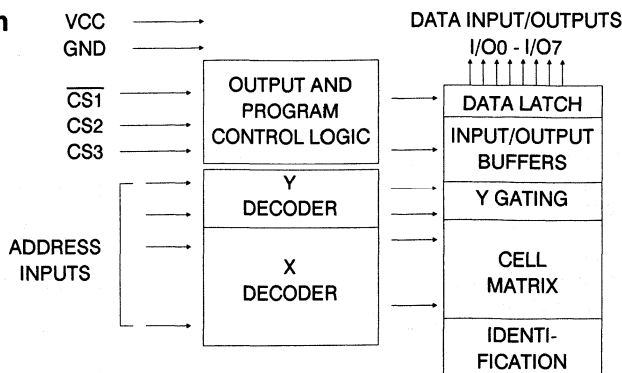 n
VCC
GND
CS1
CS2
CS3
ADDRESS
INPUTS
OUTPUT AND
PROGRAM
CONTROL LOGIC
Y
DECODER
X
DECODER
DATA INPUT/OUTPUTS
I/O0 - I/O7
DATA LATCH
INPUT/OUTPUT
BUFFERS
Y GATING
CELL
MATRIX
IDENTI-
FICATION